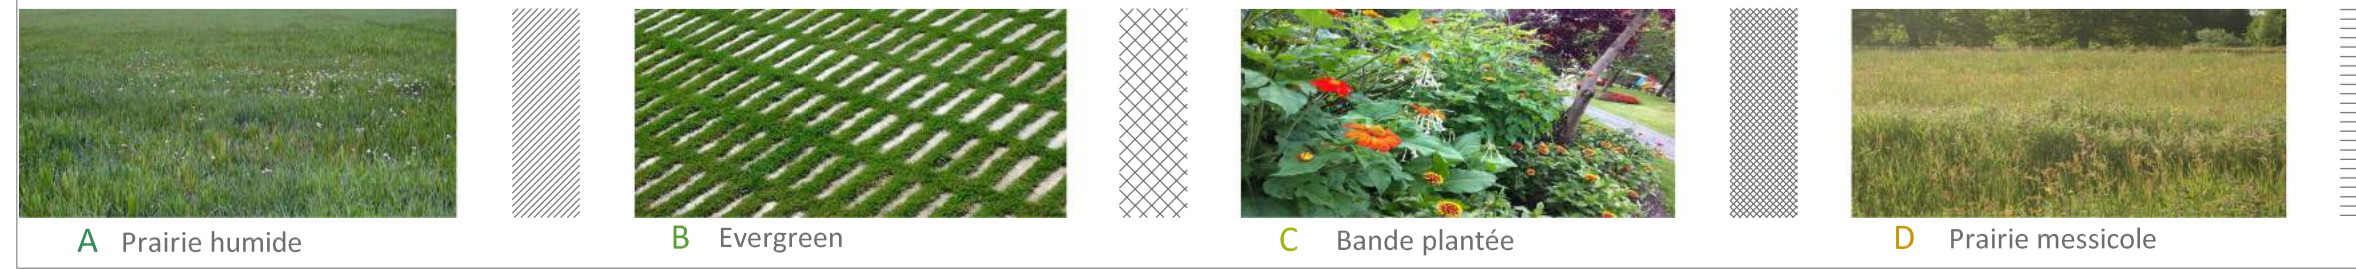 A Prairie humide
B Evergreen
C Bande plantée
D Prairie messicole